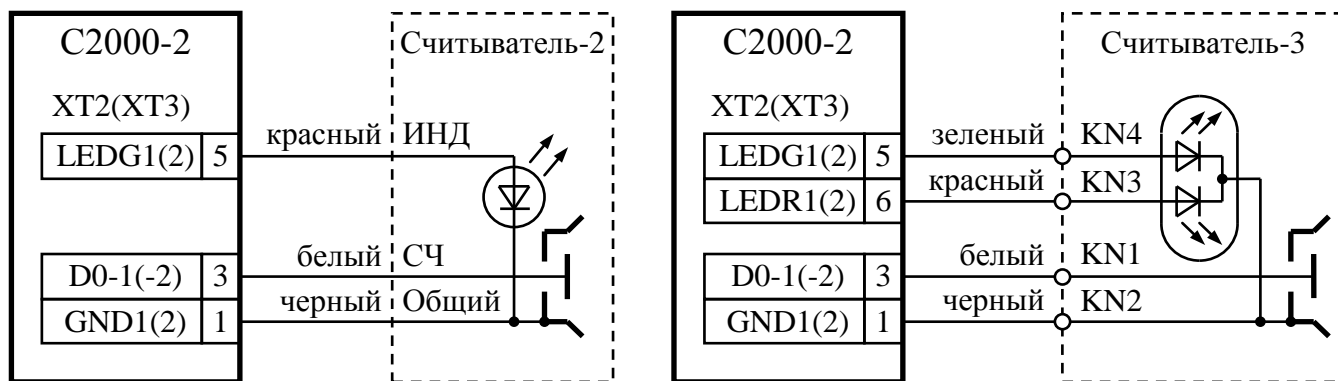 С2000-2
Считыватель-2
XT2(XT3)
красный ИНД
LEDG1(2) 5
белый СЧ
D0-1(-2) 3
черный Общий
GND1(2) 1
С2000-2
Считыватель-3
XT2(XT3)
зеленый KN4
LEDG1(2) 5
красный KN3
LEDR1(2) 6
белый KN1
D0-1(-2) 3
черный KN2
GND1(2) 1